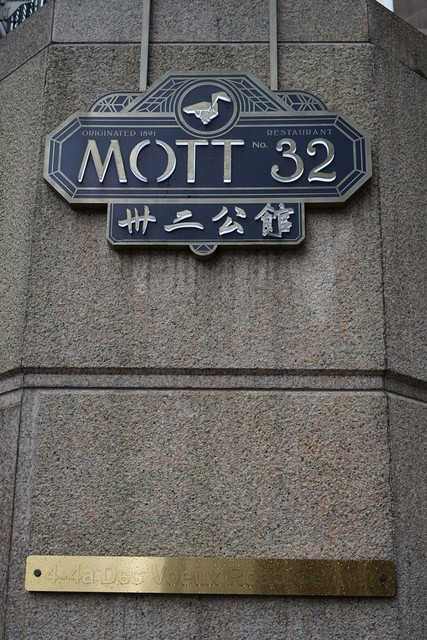 ORIGINATED 1891 RESTAURANT
MOTT No. 32
卅二公館
4-4a Des Voeux